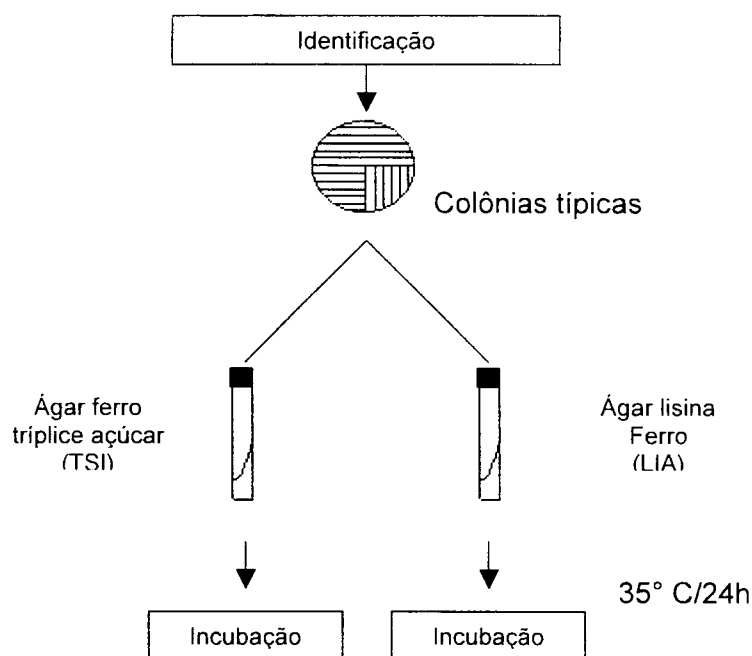 Identificação
Colônias típicas
Ágar ferro
tríplice açúcar
(TSI)
Ágar lisina
Ferro
(LIA)
35° C/24h
Incubação
Incubação